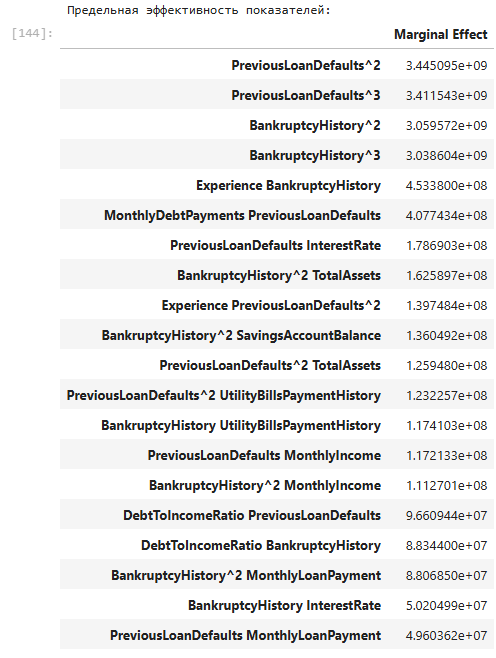 Предельная эффективность показателей:
[144]:
Marginal Effect
PreviousLoanDefaults^2 3.445095e+09
PreviousLoanDefaults^3 3.411543e+09
BankruptcyHistory^2 3.059572e+09
BankruptcyHistory^3 3.038604e+09
Experience BankruptcyHistory 4.533800e+08
MonthlyDebtPayments PreviousLoanDefaults 4.077434e+08
PreviousLoanDefaults InterestRate 1.786903e+08
BankruptcyHistory^2 TotalAssets 1.625897e+08
Experience PreviousLoanDefaults^2 1.397484e+08
BankruptcyHistory^2 SavingsAccountBalance 1.360492e+08
PreviousLoanDefaults^2 TotalAssets 1.259480e+08
PreviousLoanDefaults^2 UtilityBillsPaymentHistory 1.232257e+08
BankruptcyHistory UtilityBillsPaymentHistory 1.174103e+08
PreviousLoanDefaults MonthlyIncome 1.172133e+08
BankruptcyHistory^2 MonthlyIncome 1.112701e+08
DebtToIncomeRatio PreviousLoanDefaults 9.660944e+07
DebtToIncomeRatio BankruptcyHistory 8.834400e+07
BankruptcyHistory^2 MonthlyLoanPayment 8.806850e+07
BankruptcyHistory InterestRate 5.020499e+07
PreviousLoanDefaults MonthlyLoanPayment 4.960362e+07